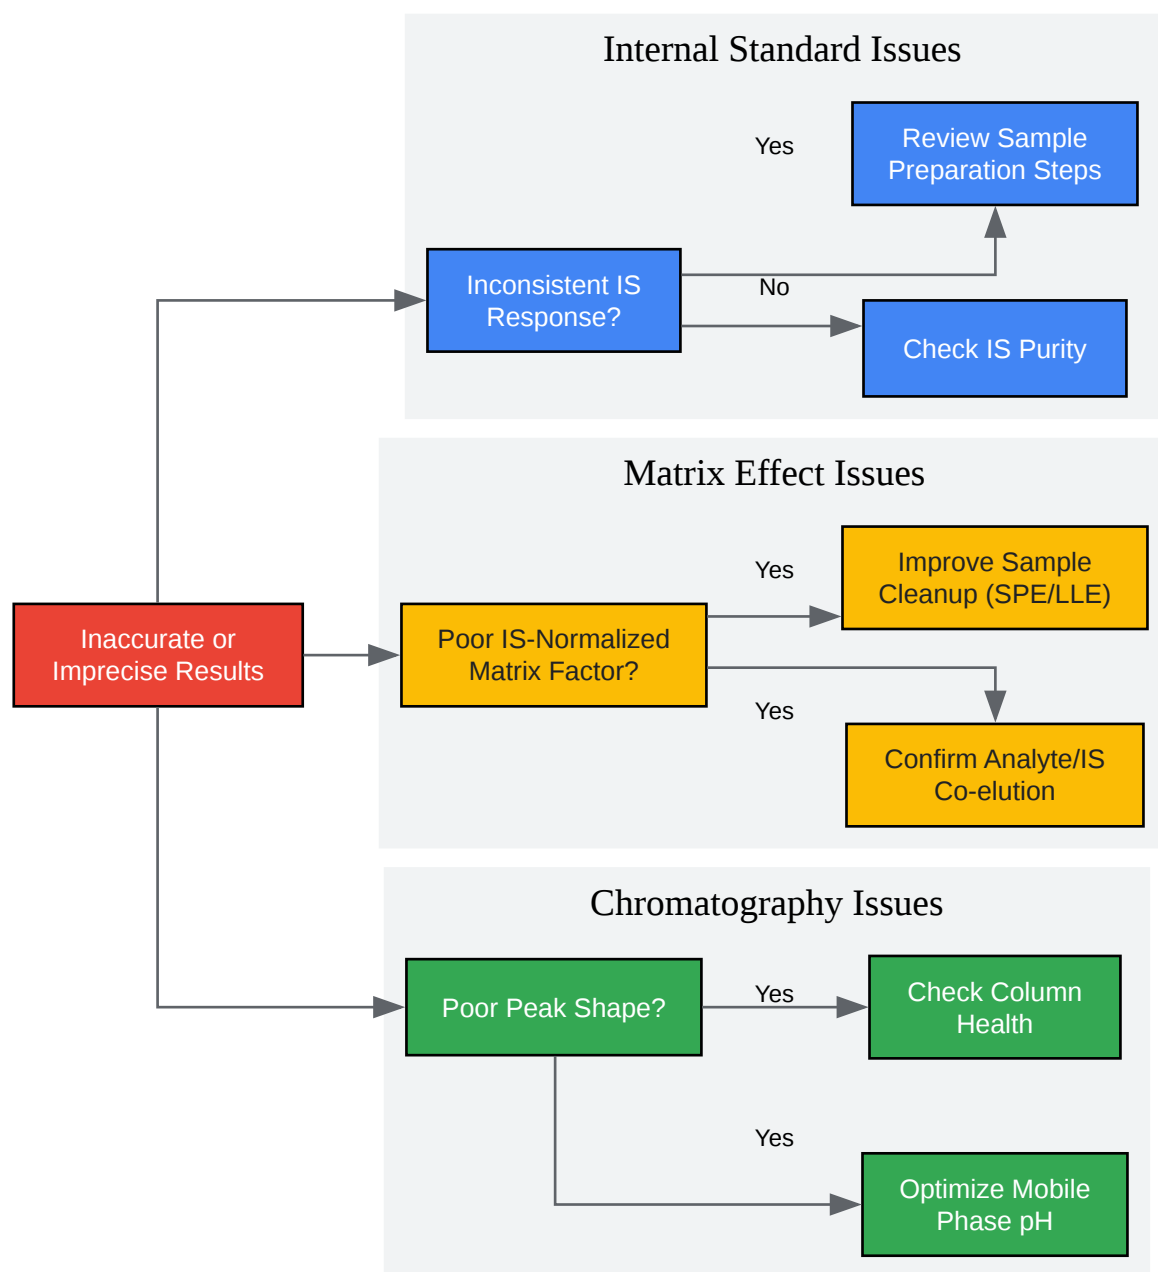 Internal Standard Issues
Yes
Review Sample
Preparation Steps
Inconsistent IS
Response?
No
Check IS Purity
Matrix Effect Issues
Yes
Improve Sample
Cleanup (SPE/LLE)
Inaccurate or
Imprecise Results
Poor IS-Normalized
Matrix Factor?
Yes
Confirm Analyte/IS
Co-elution
Chromatography Issues
Poor Peak Shape?
Yes
Check Column
Health
Yes
Optimize Mobile
Phase pH